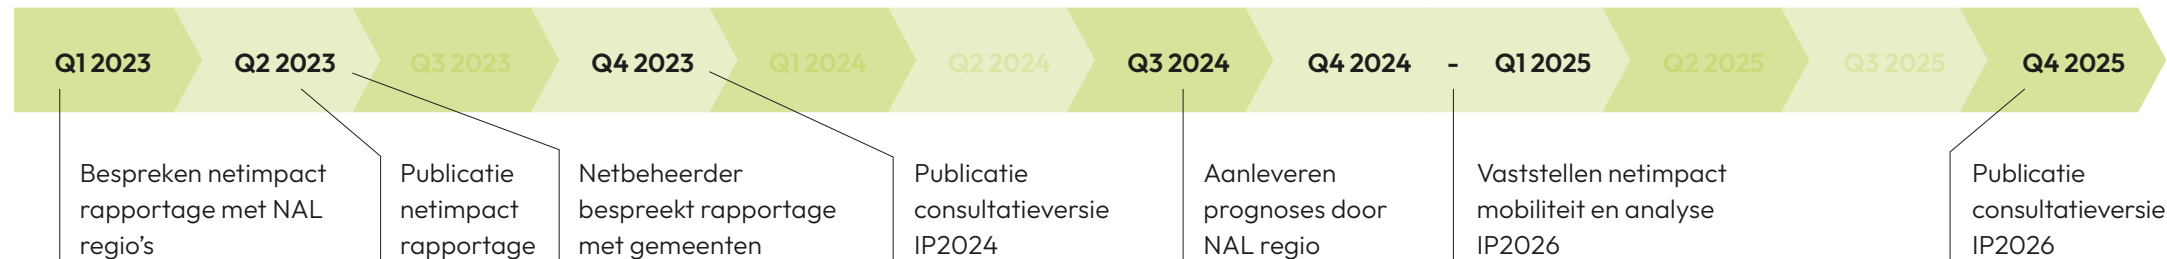 Q1 2023 Q2 2023 Q3 2023 Q4 2023 Q1 2024 Q2 2024 Q3 2024 Q4 2024 - Q1 2025 Q2 2025 Q3 2025 Q4 2025
Bespreken netimpact
rapportage met NAL
regio’s
Publicatie
netimpact
rapportage
Netbeheerder
bespreekt rapportage
met gemeenten
Publicatie
consultatieversie
IP2024
Aanleveren
prognoses door
NAL regio
Vaststellen netimpact
mobiliteit en analyse
IP2026
Publicatie
consultatieversie
IP2026